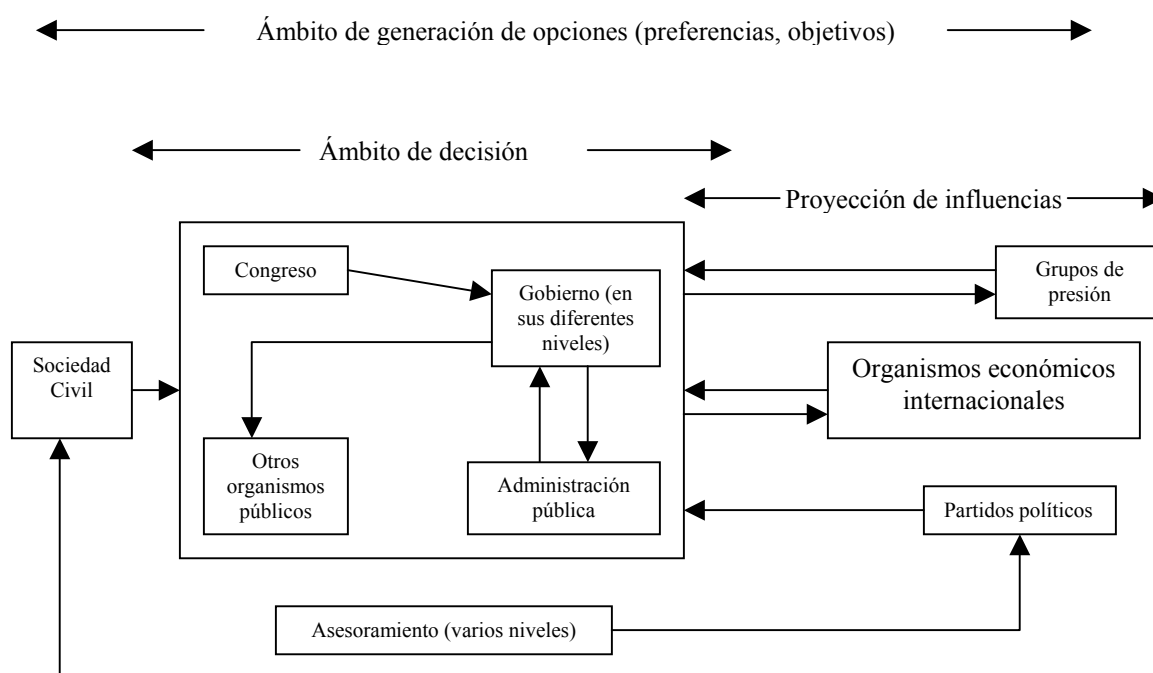 Ámbito de generación de opciones (preferencias, objetivos)
Ámbito de decisión
Proyección de influencias
Congreso
Gobierno (en
sus diferentes
niveles)
Grupos de
presión
Sociedad
Civil
Organismos económicos
internacionales
Otros
organismos
públicos
Administración
pública
Partidos políticos
Asesoramiento (varios niveles)